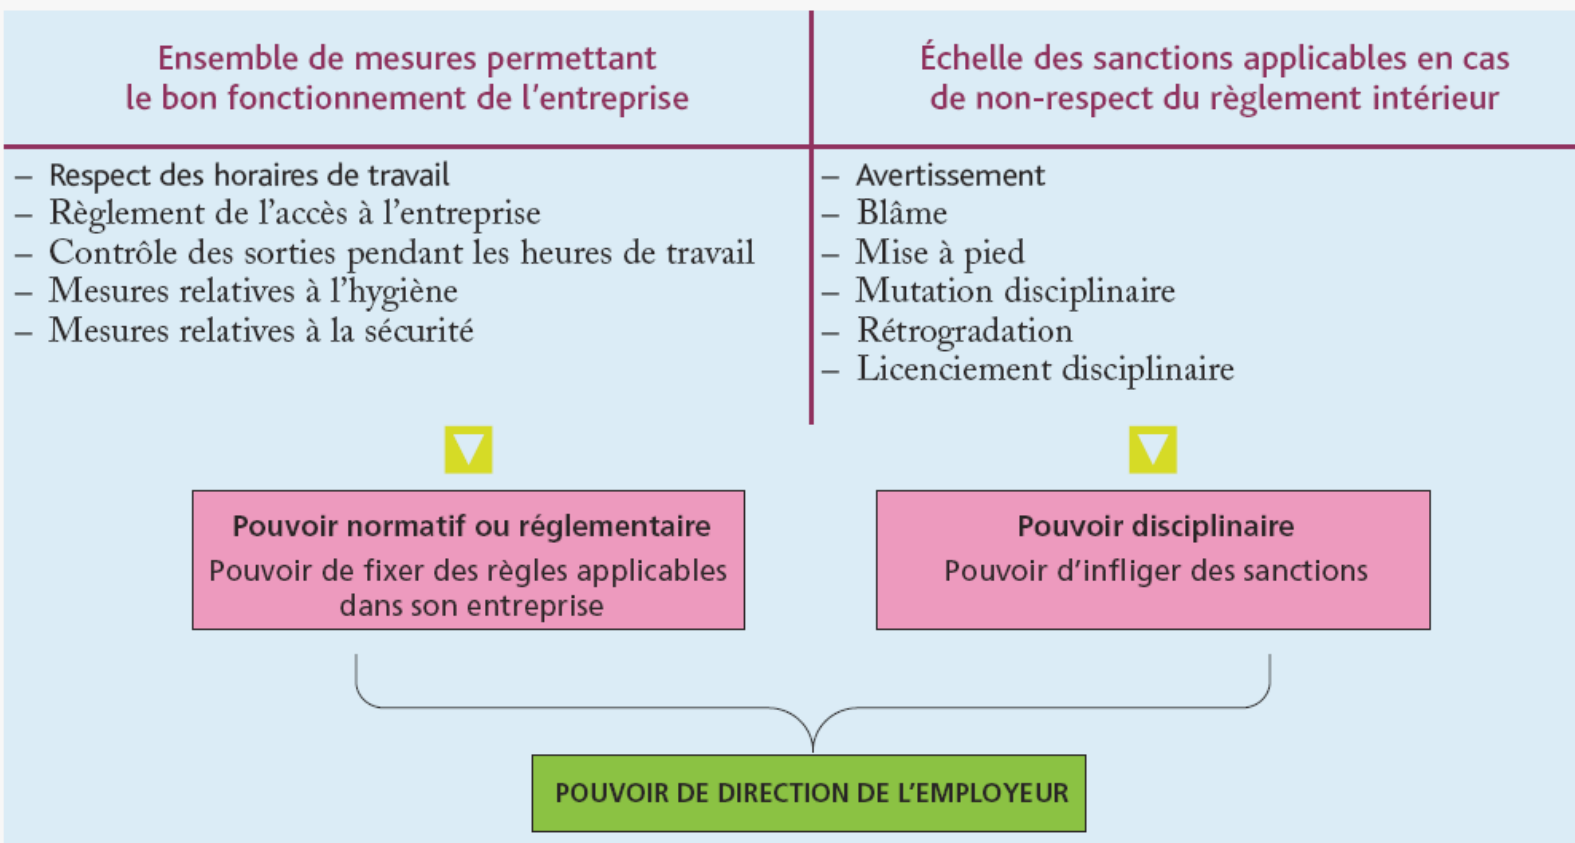 Ensemble de mesures permettant
le bon fonctionnement de l'entreprise
– Respect des horaires de travail
– Règlement de l'accès à l'entreprise
– Contrôle des sorties pendant les heures de travail
– Mesures relatives à l'hygiène
– Mesures relatives à la sécurité
Échelle des sanctions applicables en cas
de non-respect du règlement intérieur
– Avertissement
– Blâme
– Mise à pied
– Mutation disciplinaire
– Rétrogradation
– Licenciement disciplinaire
Pouvoir normatif ou réglementaire
Pouvoir de fixer des règles applicables
dans son entreprise
Pouvoir disciplinaire
Pouvoir d'infliger des sanctions
POUVOIR DE DIRECTION DE L'EMPLOYEUR